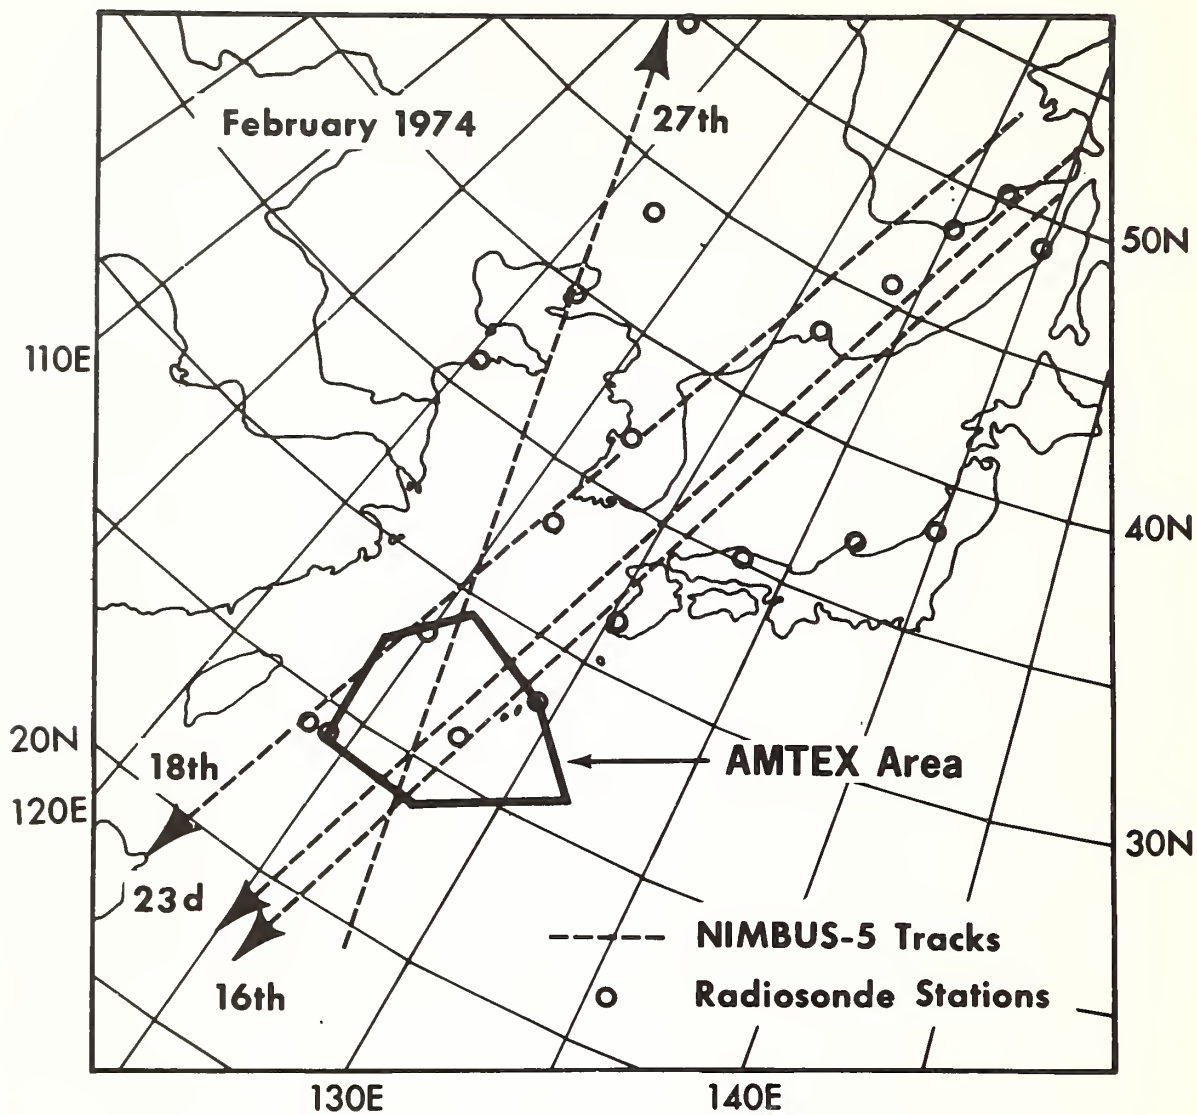 February 1974
27th
50N
110E
40N
20N
18th
AMTEX Area
120E
30N
23d
NIMBUS-5 Tracks
16th
Radiosonde Stations
130E
140E